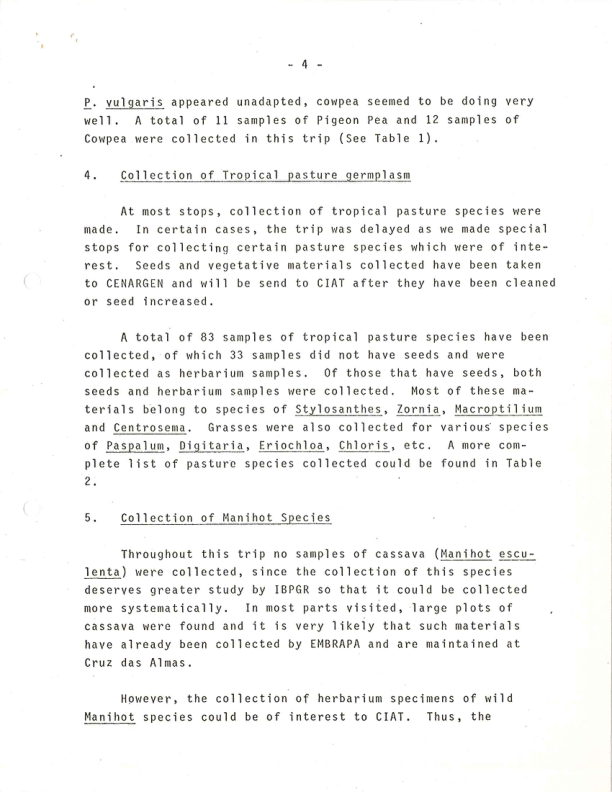 - 4 -
P. vulgaris appeared unadapted, cowpea seemed to be doing very
well. A total of 11 samples of Pigeon Pea and 12 samples of
Cowpea were collected in this trip (See Table 1).
4. Collection of Tropical pasture germplasm
At most stops, collection of tropical pasture species were
made. In certain cases, the trip was delayed as we made special
stops for collecting certain pasture species which were of inte-
rest. Seeds and vegetative materials collected have been taken
to CENARGEN and will be send to CIAT after they have been cleaned
or seed increased.
A total of 83 samples of tropical pasture species have been
collected, of which 33 samples did not have seeds and were
collected as herbarium samples. Of those that have seeds, both
seeds and herbarium samples were collected. Most of these ma-
terials belong to species of Stylosanthes, Zornia, Macroptilium
and Centrosema. Grasses were also collected for various species
of Paspalum, Digitaria, Eriochloa, Chloris, etc. A more com-
plete list of pasture species collected could be found in Table
2.
5. Collection of Manihot Species
Throughout this trip no samples of cassava (Manihot escu-
lenta) were collected, since the collection of this species
deserves greater study by IBPGR so that it could be collected
more systematically. In most parts visited, large plots of
cassava were found and it is very likely that such materials
have already been collected by EMBRAPA and are maintained at
Cruz das Almas.
However, the collection of herbarium specimens of wild
Manihot species could be of interest to CIAT. Thus, the